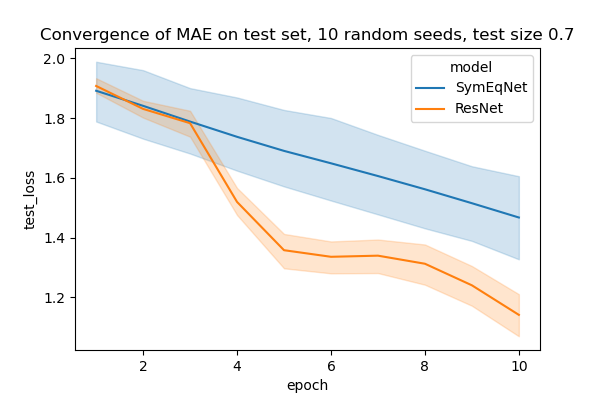 Convergence of MAE on test set, 10 random seeds, test size 0.7
model
SymEqNet
ResNet
test_loss
2.0
1.8
1.6
1.4
1.2
2 4 6 8 10
epoch